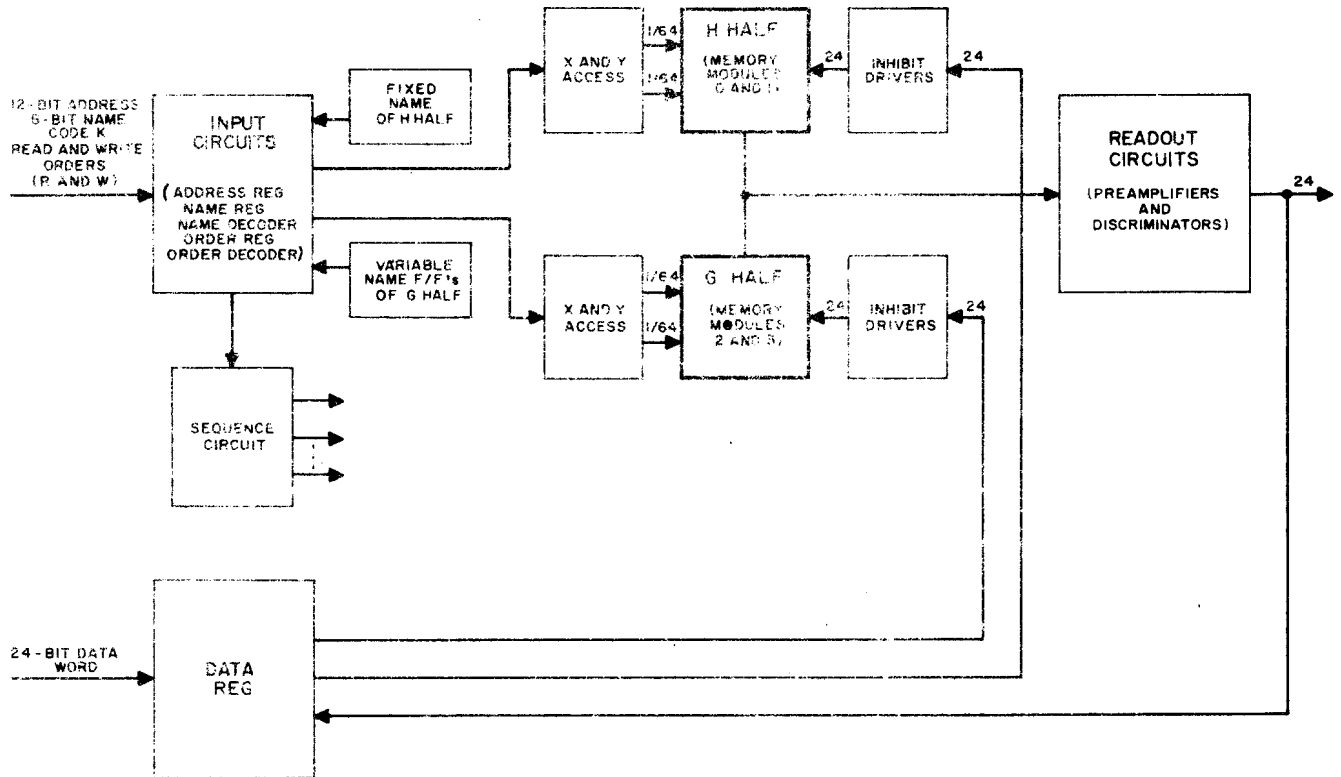 12-BIT ADDRESS
6-BIT NAME
CODE K
READ AND WRITE
ORDERS
(R AND W)
INPUT
CIRCUITS
(ADDRESS REG
NAME REG
NAME DECODER
ORDER REG
ORDER DECODER)
FIXED
NAME
OF H HALF
VARIABLE
NAME F/F's
OF G HALF
SEQUENCE
CIRCUIT
X AND Y
ACCESS
1/64
1/64
H HALF
(MEMORY
MODULES
0 AND 1)
24
INHIBIT
DRIVERS
24
X AND Y
ACCESS
1/64
1/64
G HALF
(MEMORY
MODULES
2 AND 3)
24
INHIBIT
DRIVERS
24
READOUT
CIRCUITS
(PREAMPLIFIERS
AND
DISCRIMINATORS)
24
24-BIT DATA
WORD
DATA
REG